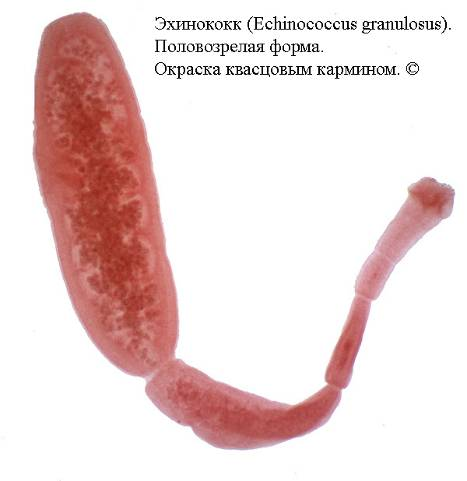 Эхинококк (Echinococcus granulosus).
Половозрелая форма.
Окраска квасцовым кармином. ©